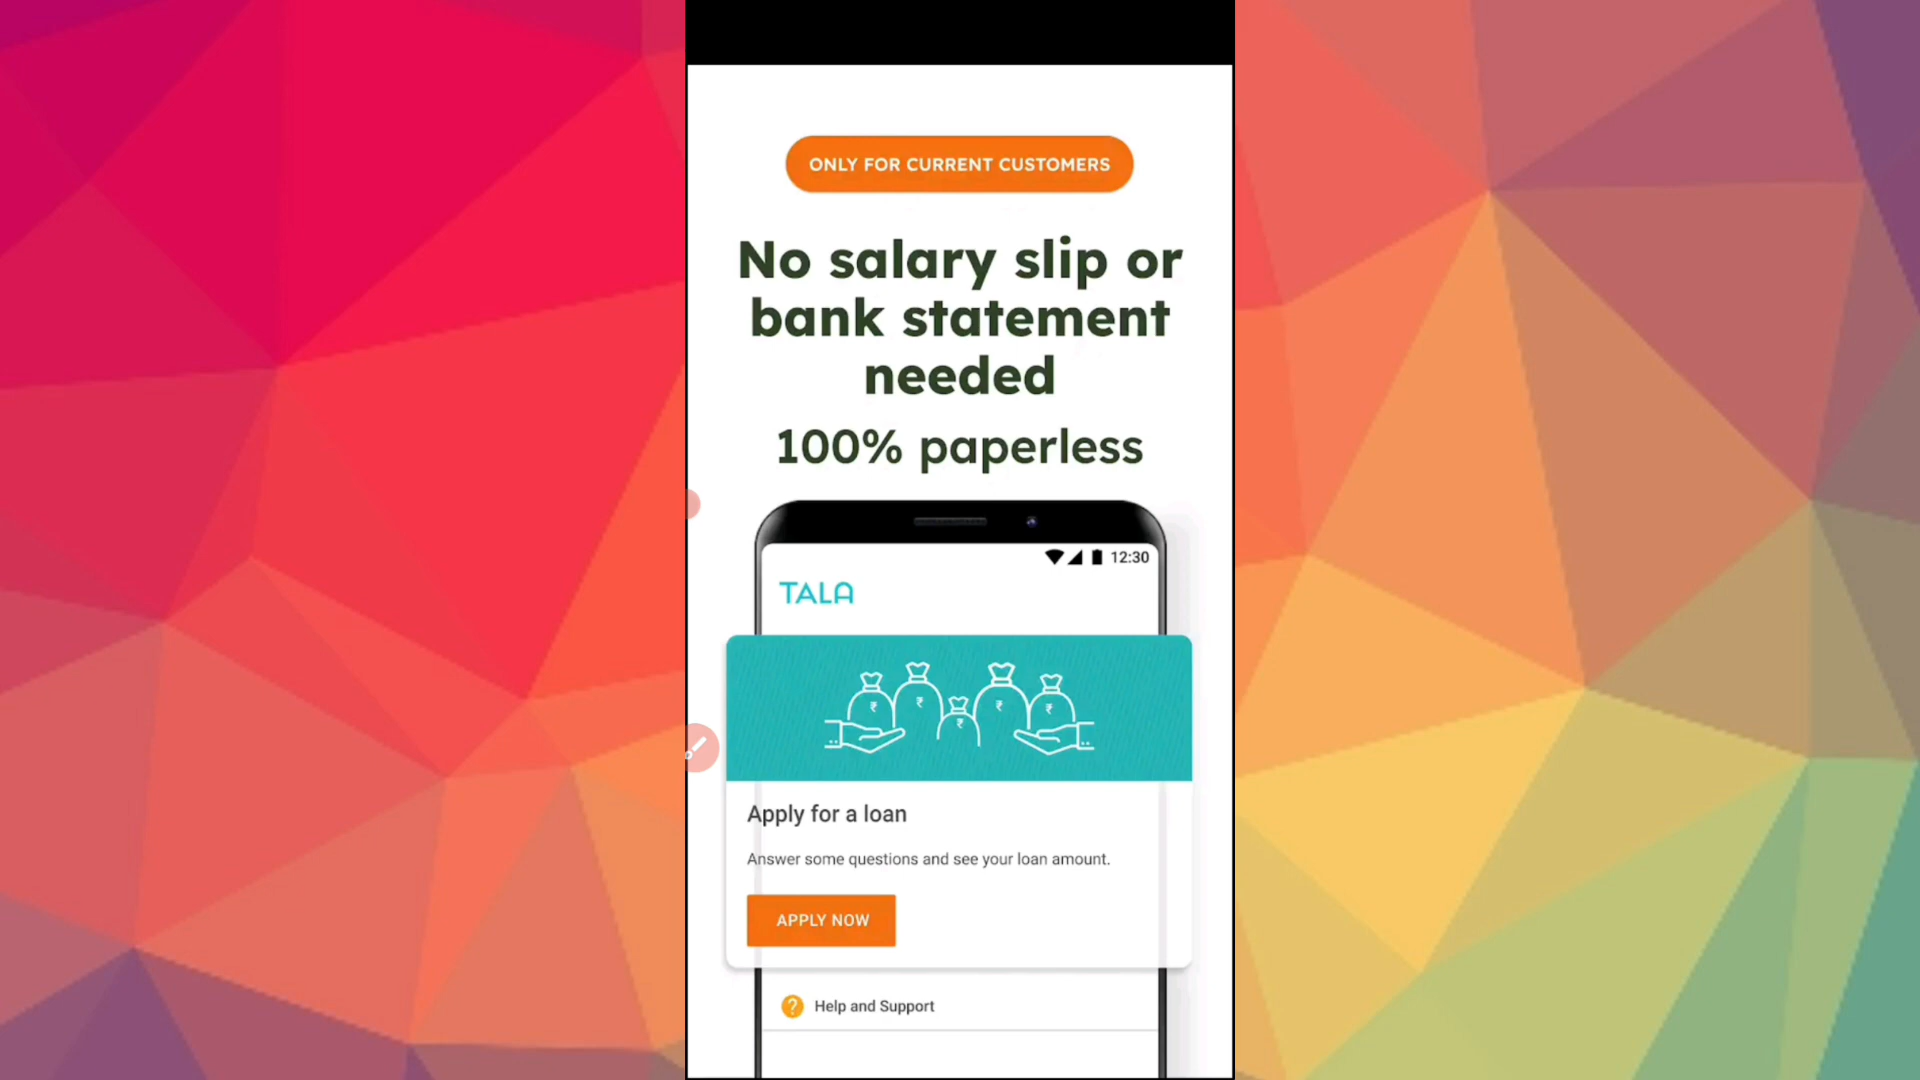 ONLY FOR CURRENT CUSTOMERS
No salary slip or
bank statement
needed
100% paperless
12:30
TALA
₹ ₹ ₹ ₹ ₹
Apply for a loan
Answer some questions and see your loan amount.
APPLY NOW
? Help and Support